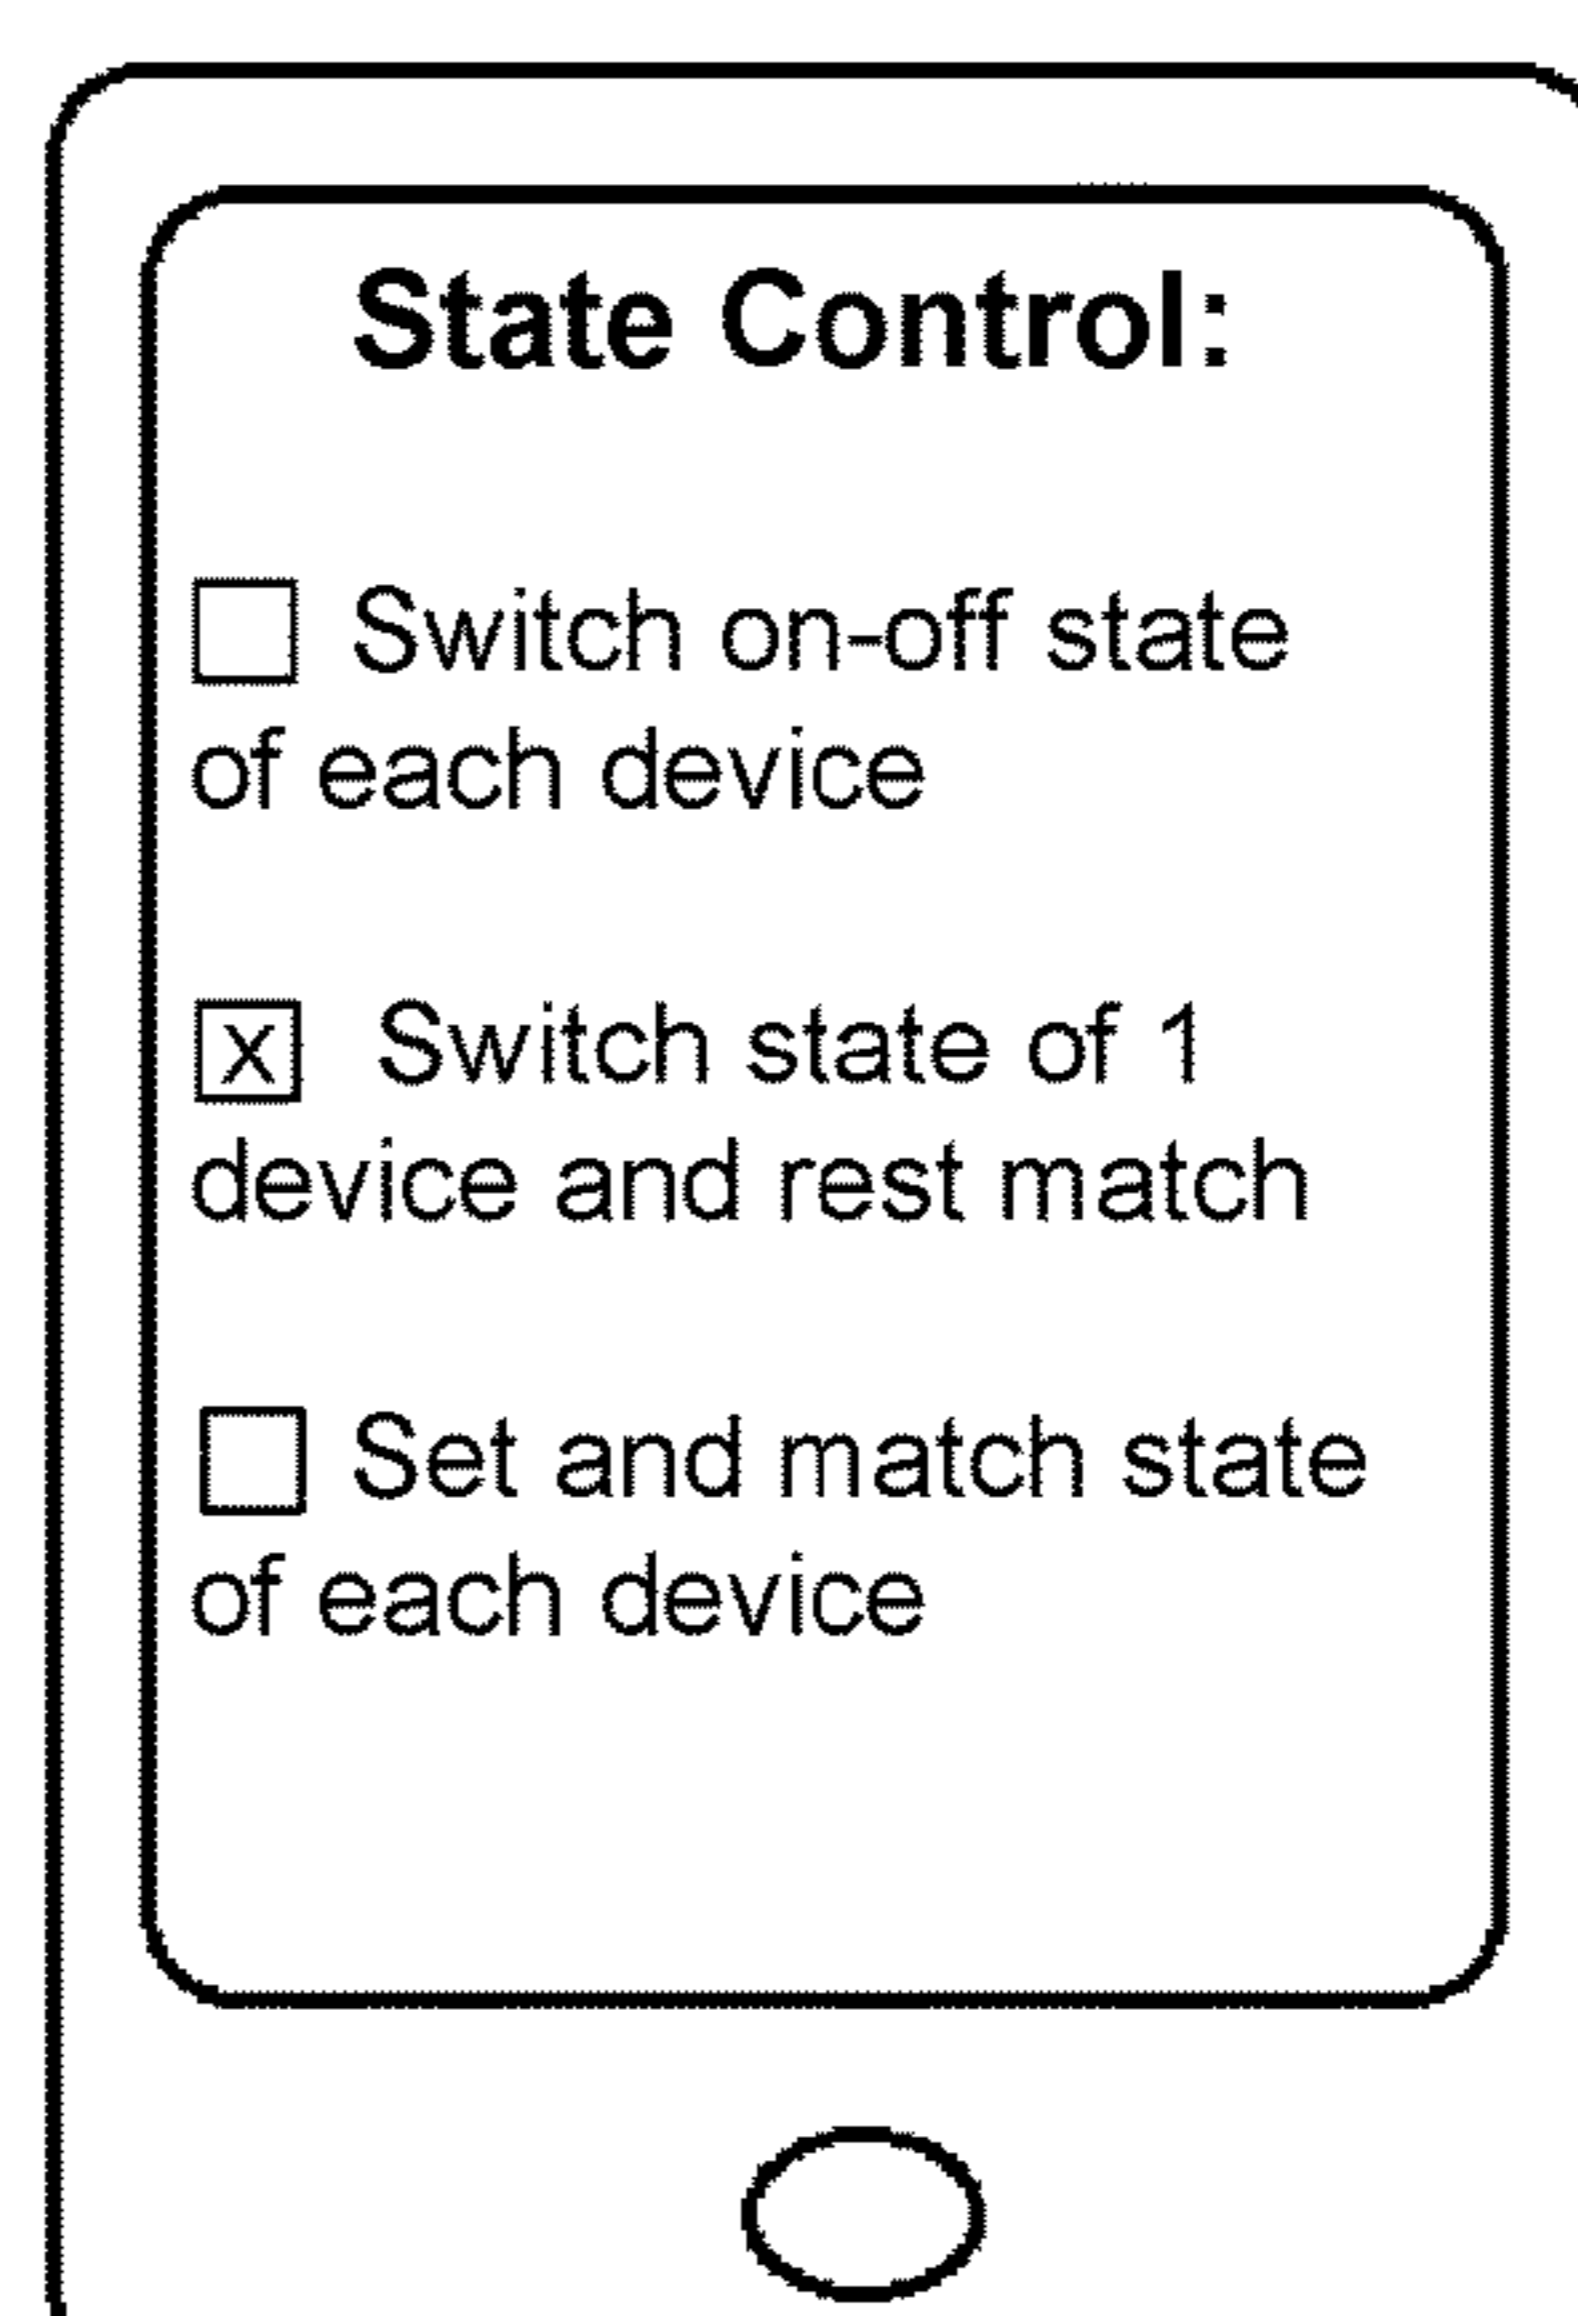 State Control:
Switch on-off state
of each device
X Switch state of 1
device and rest match
Set and match state
of each device